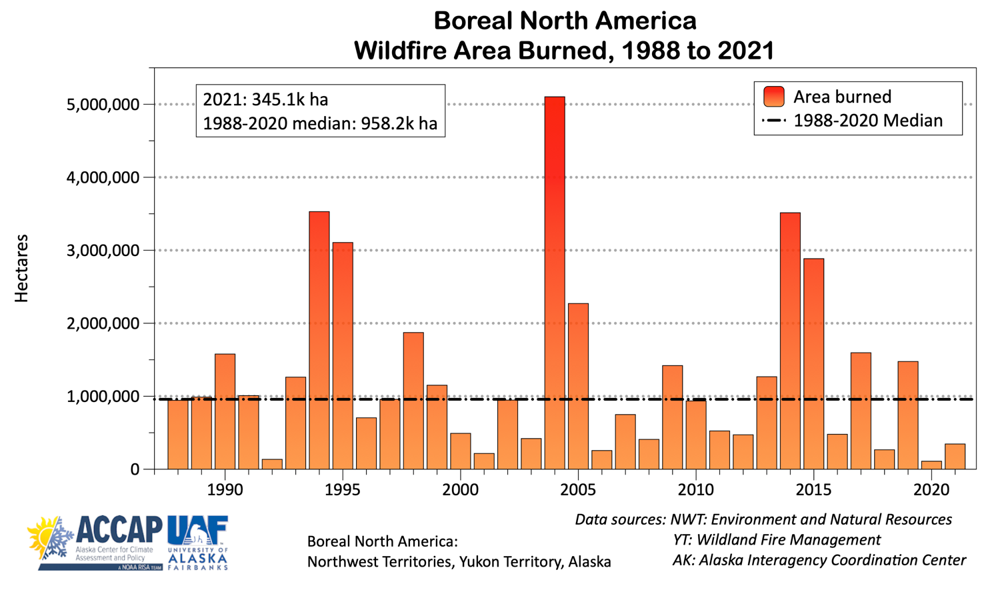 Boreal North America
Wildfire Area Burned, 1988 to 2021
2021: 345.1k ha
1988-2020 median: 958.2k ha
Area burned
1988-2020 Median
Hectares
5,000,000
4,000,000
3,000,000
2,000,000
1,000,000
0
1990 1995 2000 2005 2010 2015 2020
ACCAP
Alaska Center for Climate
Assessment and Policy
A NOAA RISA TEAM
UAF
UNIVERSITY OF
ALASKA
FAIRBANKS
Boreal North America:
Northwest Territories, Yukon Territory, Alaska
Data sources: NWT: Environment and Natural Resources
YT: Wildland Fire Management
AK: Alaska Interagency Coordination Center